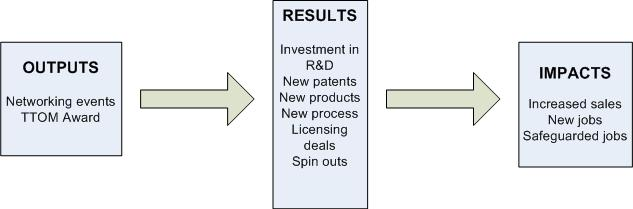 OUTPUTS
Networking events
TTOM Award
RESULTS
Investment in
R&D
New patents
New products
New process
Licensing
deals
Spin outs
IMPACTS
Increased sales
New jobs
Safeguarded jobs